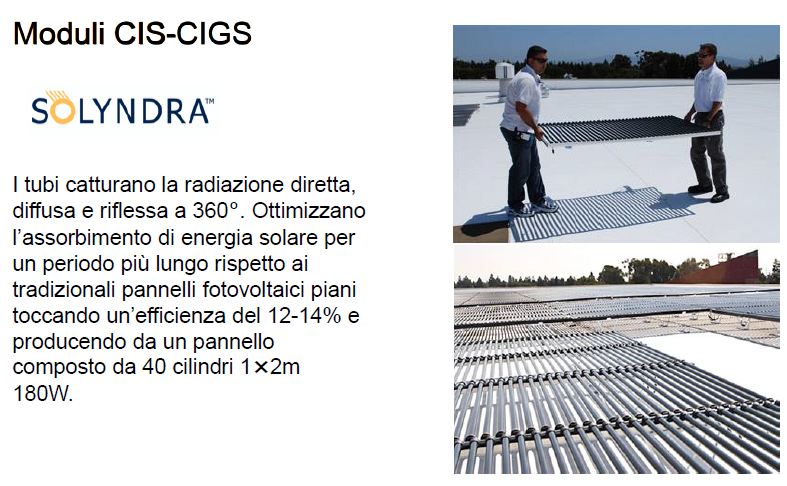 Moduli CIS-CIGS
SOLYNDRA™
I tubi catturano la radiazione diretta,
diffusa e riflessa a 360°. Ottimizzano
l’assorbimento di energia solare per
un periodo più lungo rispetto ai
tradizionali pannelli fotovoltaici piani
toccando un’efficienza del 12-14% e
producendo da un pannello
composto da 40 cilindri 1×2m
180W.